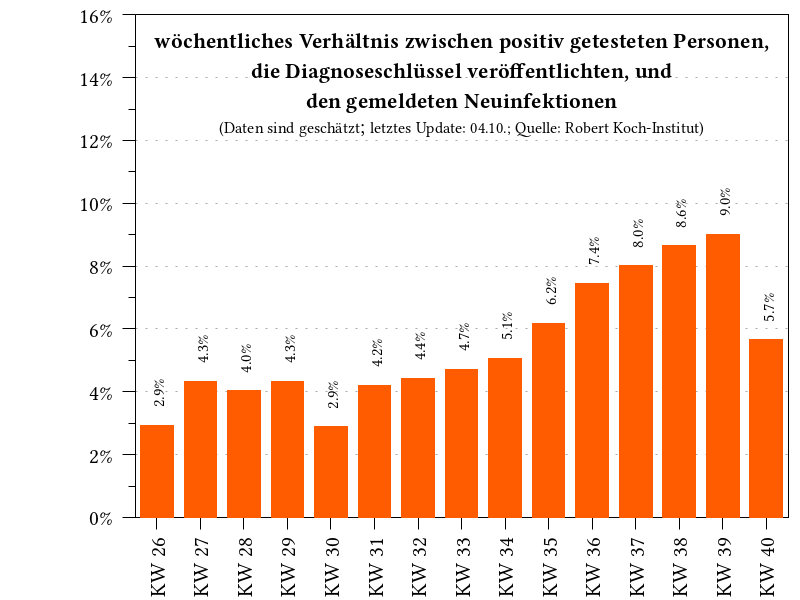 wöchentliches Verhältnis zwischen positiv getesteten Personen,
die Diagnoseschlüssel veröffentlichten, und
den gemeldeten Neuinfektionen
(Daten sind geschätzt; letztes Update: 04.10.; Quelle: Robert Koch-Institut)
16%
14%
12%
10%
8%
6%
4%
2%
0%
2.9%
4.3%
4.0%
4.3%
2.9%
4.2%
4.4%
4.7%
5.1%
6.2%
7.4%
8.0%
8.6%
9.0%
5.7%
KW 26
KW 27
KW 28
KW 29
KW 30
KW 31
KW 32
KW 33
KW 34
KW 35
KW 36
KW 37
KW 38
KW 39
KW 40